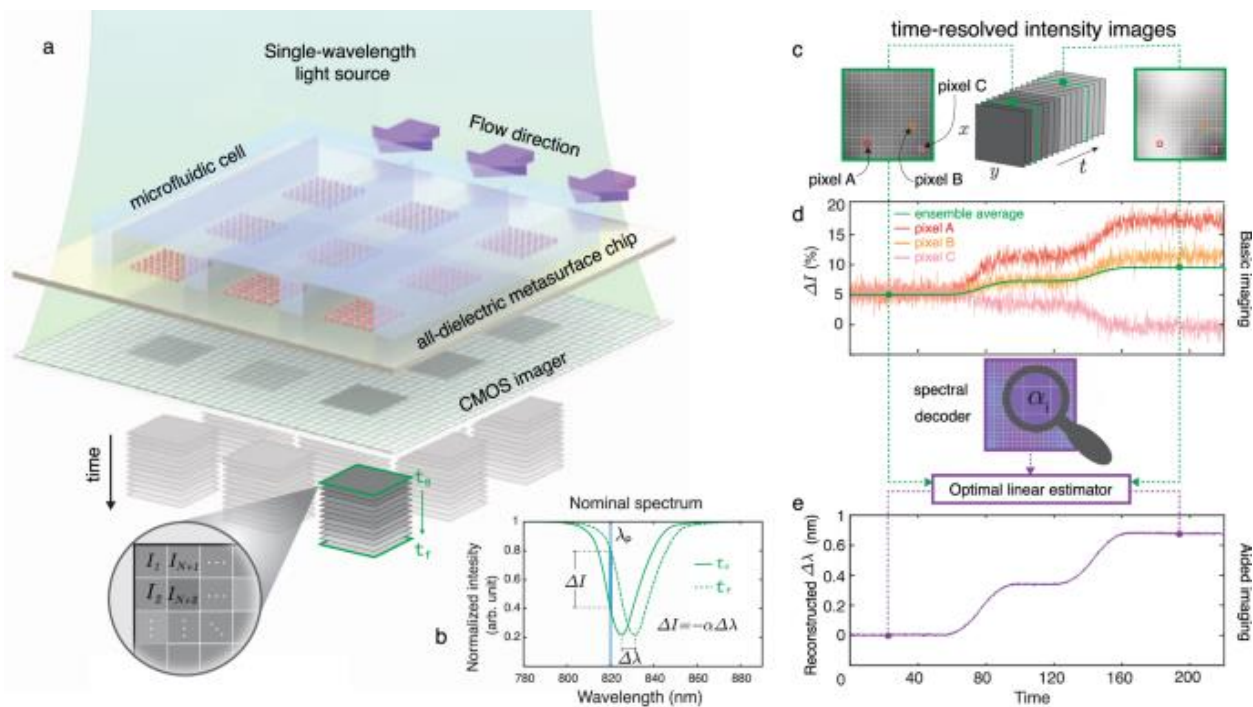 a
Single-wavelength
light source
Flow direction
microfluidic cell
all-dielectric metasurface chip
CMOS imager
time
t₀
t_f
I₁ I_{N+1} ...
I₂ I_{N+2} ...
Nominal spectrum
b
Normalized intesity
(arb. unit)
1
0.8
0.6
0.4
0.2
λ₀
ΔI
t₀
t_f
ΔI=-αΔλ
Δλ
780 800 820 840 860 880
Wavelength (nm)
time-resolved intensity images
c
pixel C
pixel A
pixel B
x
y
t
d
20
15
10
5
0
ΔI (%)
ensemble average
pixel A
pixel B
pixel C
Basic imaging
spectral
decoder
αᵢ
Optimal linear estimator
e
1
0.8
0.6
0.4
0.2
0
Reconstructed Δλ (nm)
0 40 80 120 160 200
Time
Aided imaging